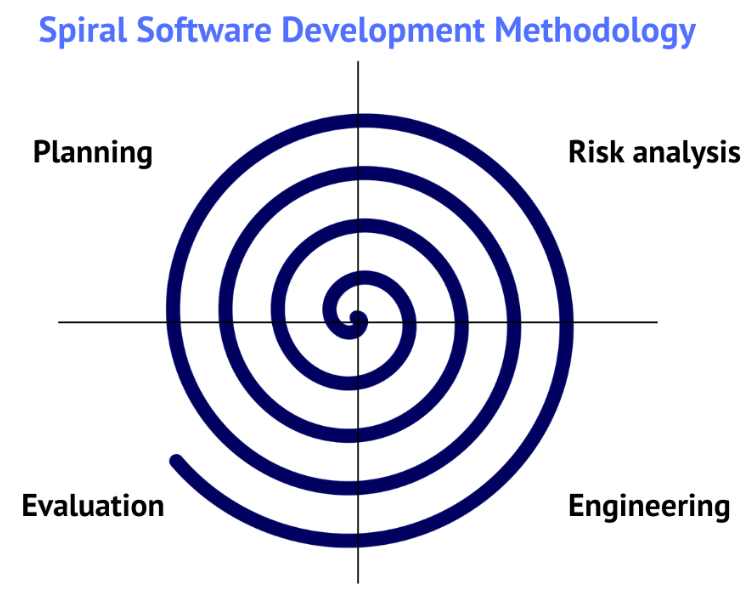 Spiral Software Development Methodology
Planning
Risk analysis
Evaluation
Engineering